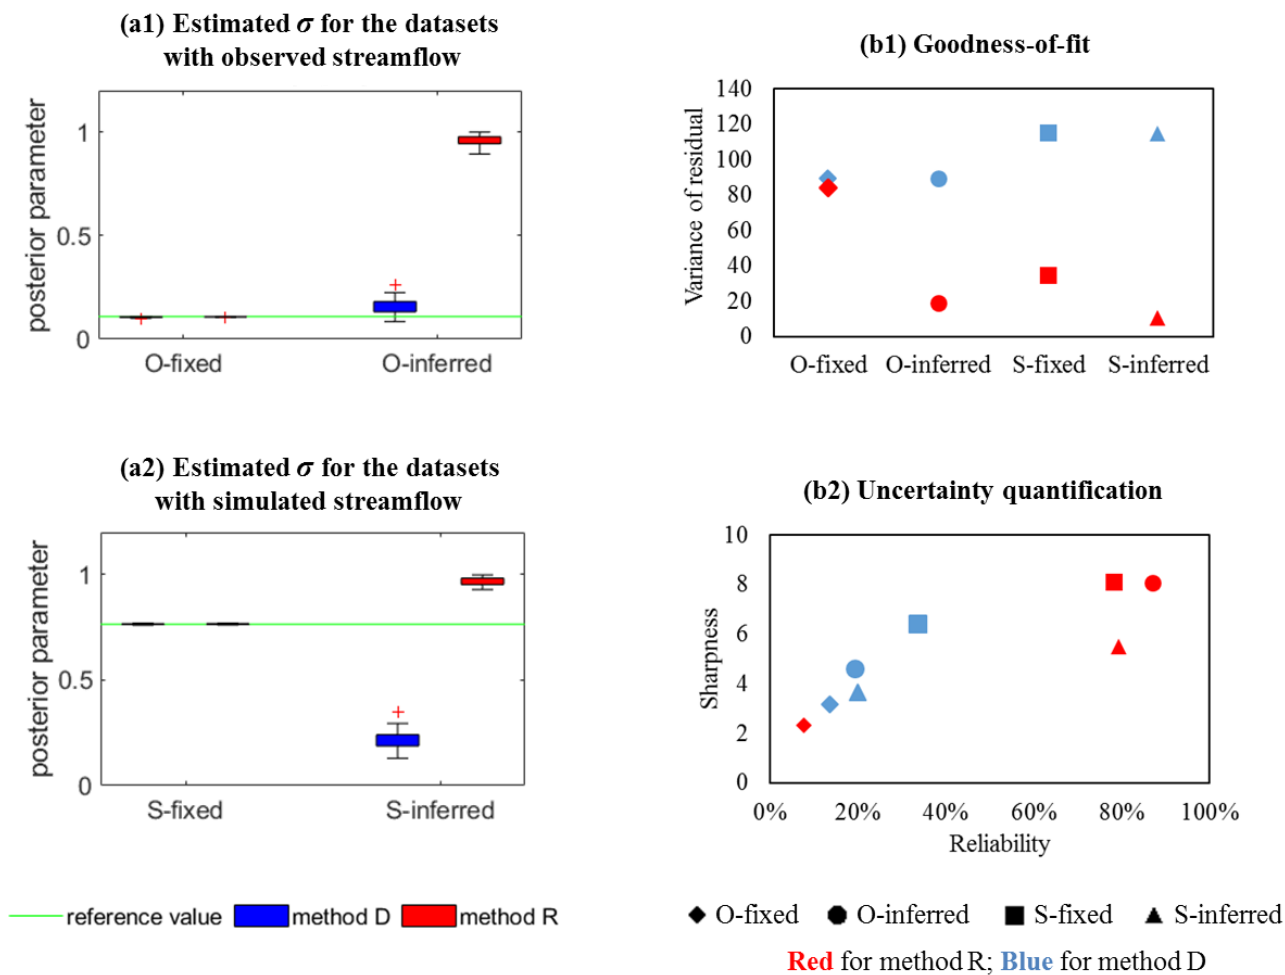 (a1) Estimated σ for the datasets
with observed streamflow
posterior parameter
1
0.5
0
O-fixed O-inferred
(b1) Goodness-of-fit
Variance of residual
140
120
100
80
60
40
20
0
O-fixed O-inferred S-fixed S-inferred
(a2) Estimated σ for the datasets
with simulated streamflow
posterior parameter
1
0.5
0
S-fixed S-inferred
(b2) Uncertainty quantification
Sharpness
10
8
6
4
2
0
0% 20% 40% 60% 80% 100%
Reliability
reference value method D method R
O-fixed O-inferred S-fixed S-inferred
Red for method R; Blue for method D